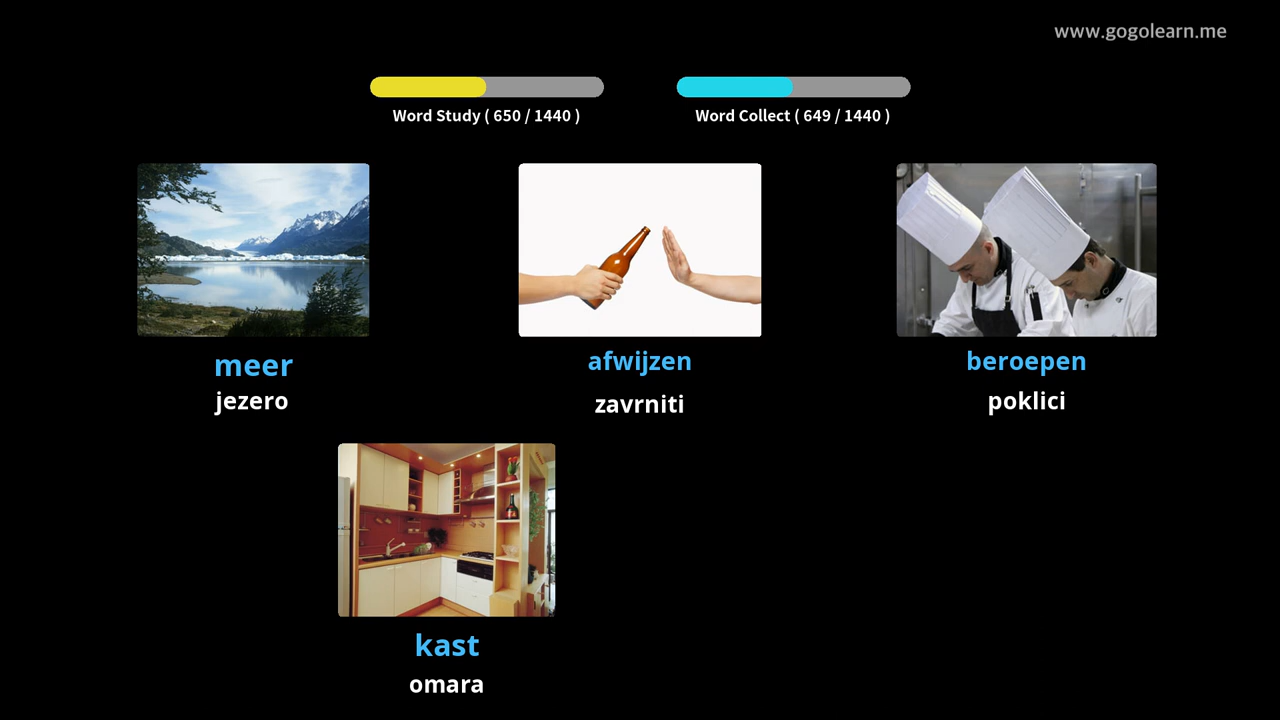 www.gogolearn.me
Word Study ( 650 / 1440 )
Word Collect ( 649 / 1440 )
meer
jezero
afwijzen
zavrniti
beroepen
poklici
kast
omara